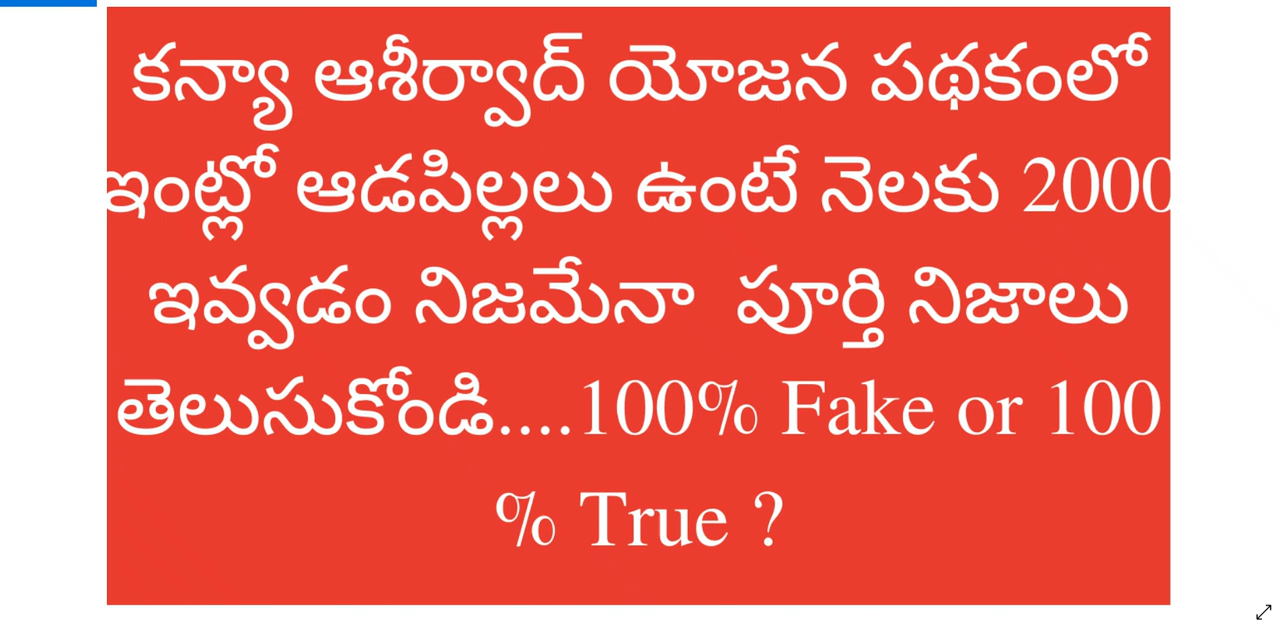 కన్యా ఆశీర్వాద్ యోజన పథకంలో
ఇంట్లో ఆడపిల్లలు ఉంటే నెలకు 2000
ఇవ్వడం నిజమేనా పూర్తి నిజాలు
తెలుసుకోండి....100% Fake or 100
% True ?